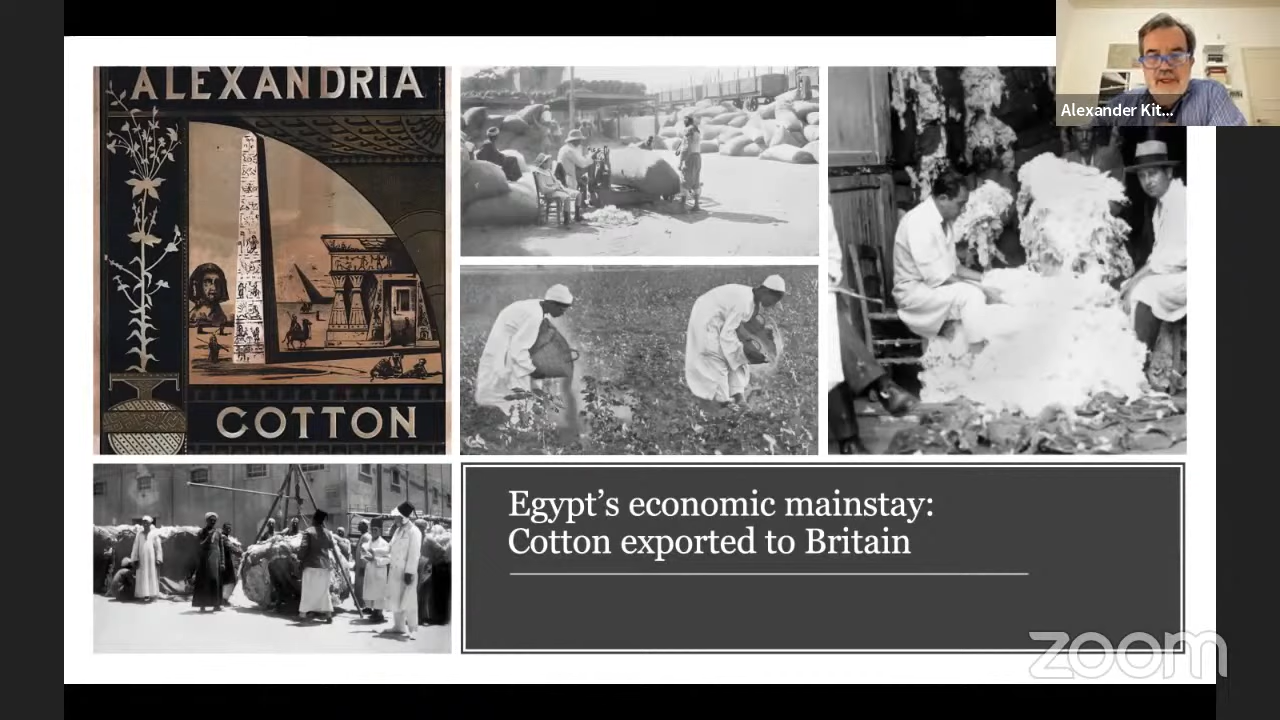 ALEXANDRIA
COTTON
Alexander Kit...
Egypt’s economic mainstay:
Cotton exported to Britain
zoom